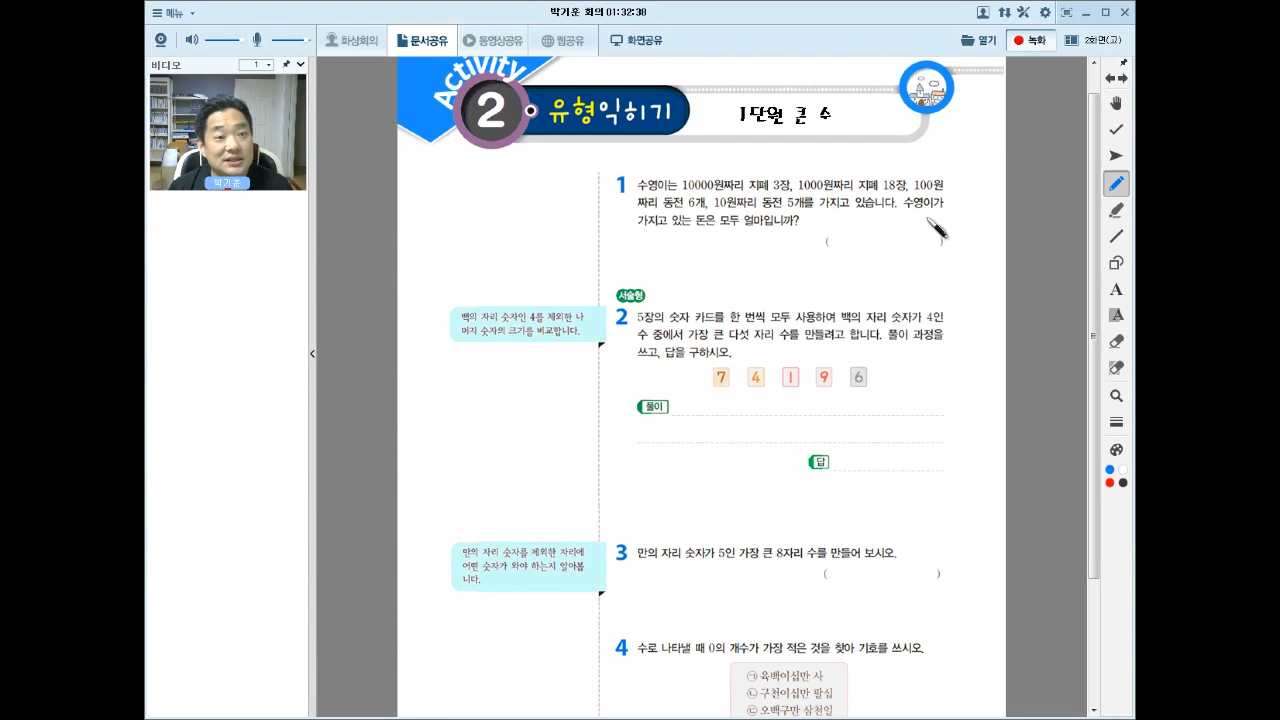 메뉴
박기훈 회의 01:32:38
화상회의
문서공유
동영상공유
웹공유
화면공유
열기
녹화
2화면(고)
비디오
1
박기훈
Activity
2
유형익히기
1단원 큰 수
1 수영이는 10000원짜리 지폐 3장, 1000원짜리 지폐 18장, 100원
짜리 동전 6개, 10원짜리 동전 5개를 가지고 있습니다. 수영이가
가지고 있는 돈은 모두 얼마입니까?
( )
서술형
백의 자리 숫자인 4를 제외한 나
머지 숫자의 크기를 비교합니다.
2 5장의 숫자 카드를 한 번씩 모두 사용하여 백의 자리 숫자가 4인
수 중에서 가장 큰 다섯 자리 수를 만들려고 합니다. 풀이 과정을
쓰고, 답을 구하시오.
7 4 1 9 6
풀이
답
만의 자리 숫자를 제외한 자리에
어떤 숫자가 와야 하는지 알아봅
니다.
3 만의 자리 숫자가 5인 가장 큰 8자리 수를 만들어 보시오.
( )
4 수로 나타낼 때 0의 개수가 가장 적은 것을 찾아 기호를 쓰시오.
㉠ 육백이십만 사
㉡ 구천이십만 팔십
㉢ 오백구만 삼천일
A
A